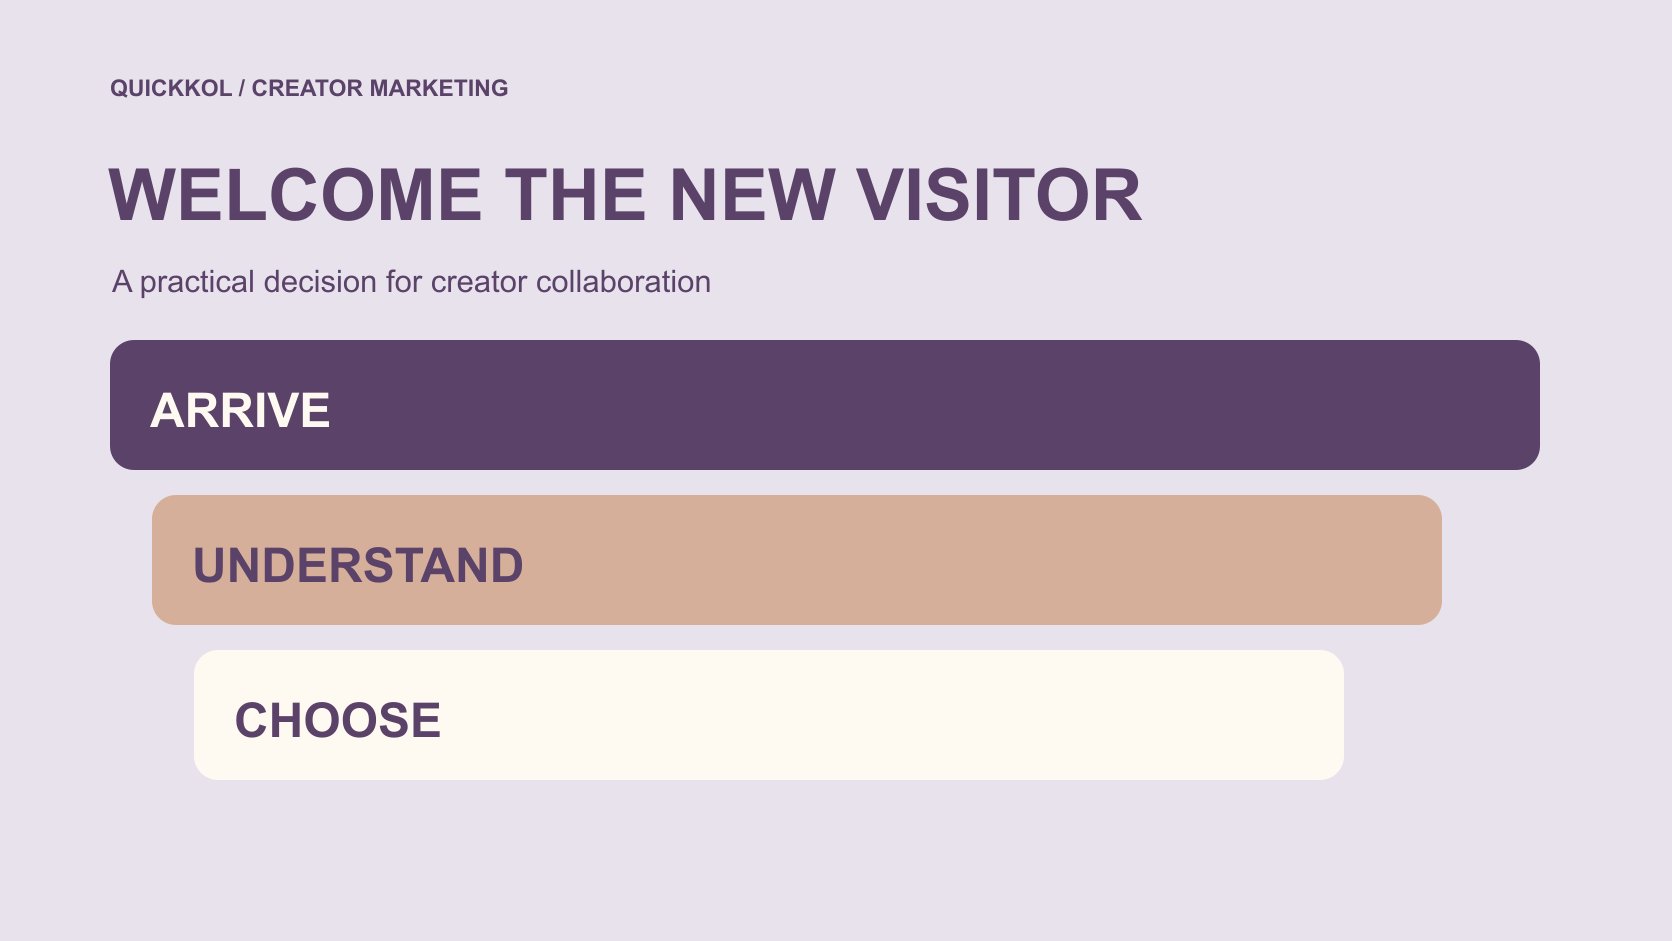 QUICKKOL / CREATOR MARKETING
WELCOME THE NEW VISITOR
A practical decision for creator collaboration
ARRIVE
UNDERSTAND
CHOOSE